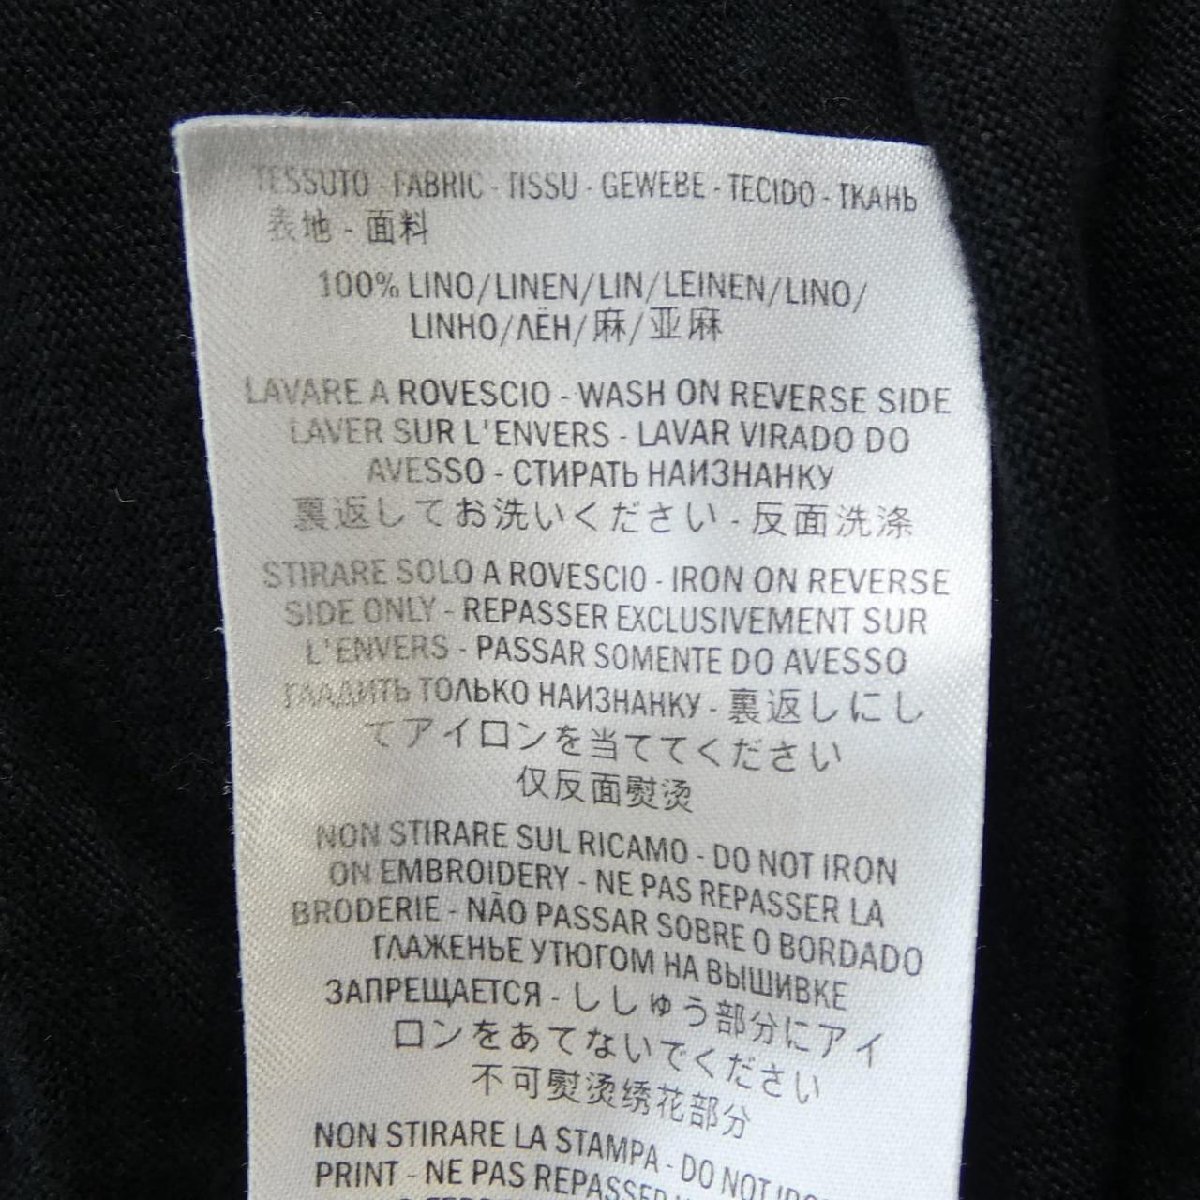 TESSUTO - FABRIC - TISSU - GEWEBE - TECIDO - ТКАНЬ
表地 - 面料
100% LINO/LINEN/LIN/LEINEN/LINO/
LINHO/ЛЁН/麻/亚麻
LAVARE A ROVESCIO - WASH ON REVERSE SIDE
LAVER SUR L'ENVERS - LAVAR VIRADO DO
AVESSO - СТИРАТЬ НАИЗНАНКУ
裏返してお洗いください - 反面洗涤
STIRARE SOLO A ROVESCIO - IRON ON REVERSE
SIDE ONLY - REPASSER EXCLUSIVEMENT SUR
L'ENVERS - PASSAR SOMENTE DO AVESSO
ГЛАДИТЬ ТОЛЬКО НАИЗНАНКУ - 裏返しにし
てアイロンを当ててください
仅反面熨烫
NON STIRARE SUL RICAMO - DO NOT IRON
ON EMBROIDERY - NE PAS REPASSER LA
BRODERIE - NÃO PASSAR SOBRE O BORDADO
ГЛАЖЕНЬЕ УТЮГОМ НА ВЫШИВКЕ
ЗАПРЕЩАЕТСЯ - ししゅう部分にアイ
ロンをあてないでください
不可熨烫绣花部分
NON STIRARE LA STAMPA - DO NOT IRON
PRINT - NE PAS REPASSER